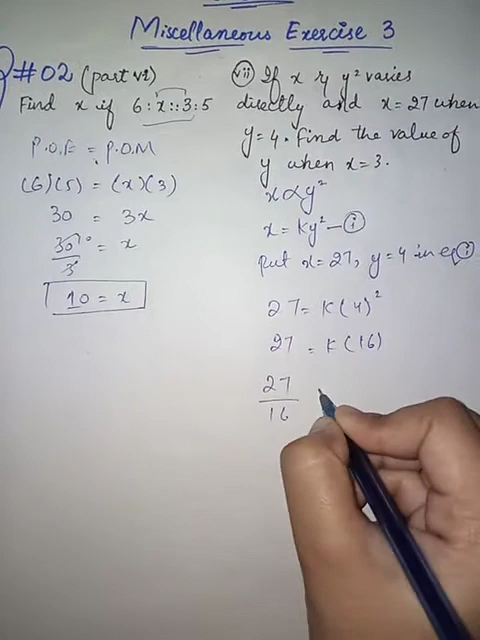 Miscellaneous Exercise 3
Q#02 (part vi)
Find x if 6:x::3:5
P.O.E = P.O.M
(6)(5) = (x)(3)
30 = 3x
30 10 / 3 = x
10 = x
(vii) If x & y² varies
directly and x=27 when
y=4. Find the value of
y when x=3.
x∝y²
x = Ky² – (i)
Put x=27, y=4 in eq (i)
27 = K(4)²
27 = K(16)
27
16